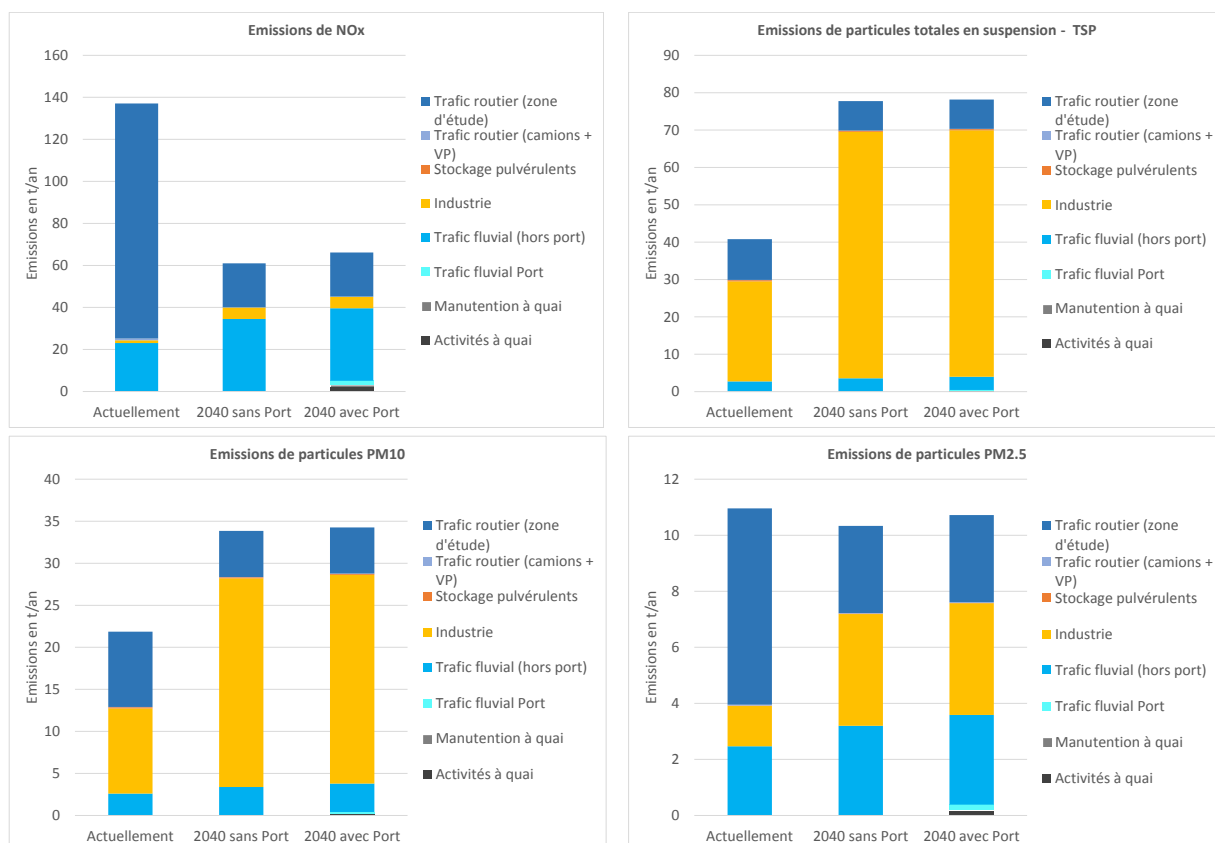 Emissions de NOx
Emissions en t/an
160
140
120
100
80
60
40
20
0
Actuellement 2040 sans Port 2040 avec Port
Trafic routier (zone
d'étude)
Trafic routier (camions +
VP)
Stockage pulvérulents
Industrie
Trafic fluvial (hors port)
Trafic fluvial Port
Manutention à quai
Activités à quai
Emissions de particules totales en suspension - TSP
Emissions en t/an
90
80
70
60
50
40
30
20
10
0
Actuellement 2040 sans Port 2040 avec Port
Trafic routier (zone
d'étude)
Trafic routier (camions +
VP)
Stockage pulvérulents
Industrie
Trafic fluvial (hors port)
Trafic fluvial Port
Manutention à quai
Activités à quai
Emissions de particules PM10
Emissions en t/an
40
35
30
25
20
15
10
5
0
Actuellement 2040 sans Port 2040 avec Port
Trafic routier (zone
d'étude)
Trafic routier (camions +
VP)
Stockage pulvérulents
Industrie
Trafic fluvial (hors port)
Trafic fluvial Port
Manutention à quai
Activités à quai
Emissions de particules PM2.5
Emissions en t/an
12
10
8
6
4
2
0
Actuellement 2040 sans Port 2040 avec Port
Trafic routier (zone
d'étude)
Trafic routier (camions +
VP)
Stockage pulvérulents
Industrie
Trafic fluvial (hors port)
Trafic fluvial Port
Manutention à quai
Activités à quai